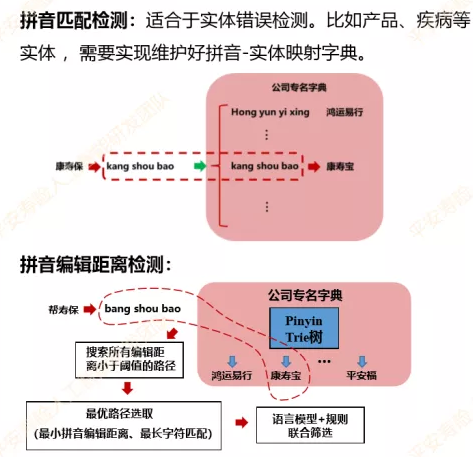 拼音匹配检测：适合于实体错误检测。比如产品、疾病等
实体，需要实现维护好拼音-实体映射字典。
公司专名字典
Hong yun yi xing 鸿运易行
⋮
康寿保 kang shou bao kang shou bao 康寿宝
⋮
拼音编辑距离检测：
帮寿保 bang shou bao
公司专名字典
Pinyin
Trie树
...
鸿运易行 康寿宝 平安福
搜索所有编辑距
离小于阈值的路径
最优路径选取
（最小拼音编辑距离、最长字符匹配）
语言模型+规则
联合筛选